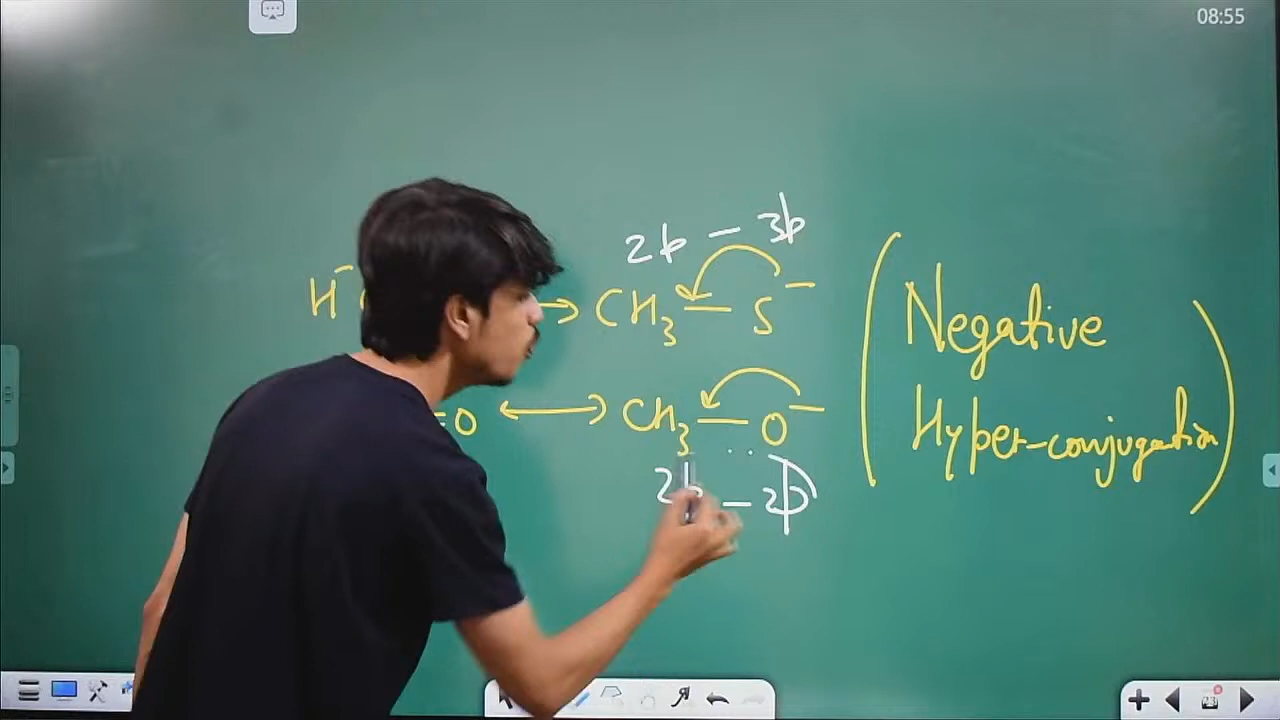 08:55
2p – 3p
H⁻ → CH₃ – S⁻
=O ↔ CH₃ – O⁻
2p – 2p
(Negative
Hyper-conjugation)